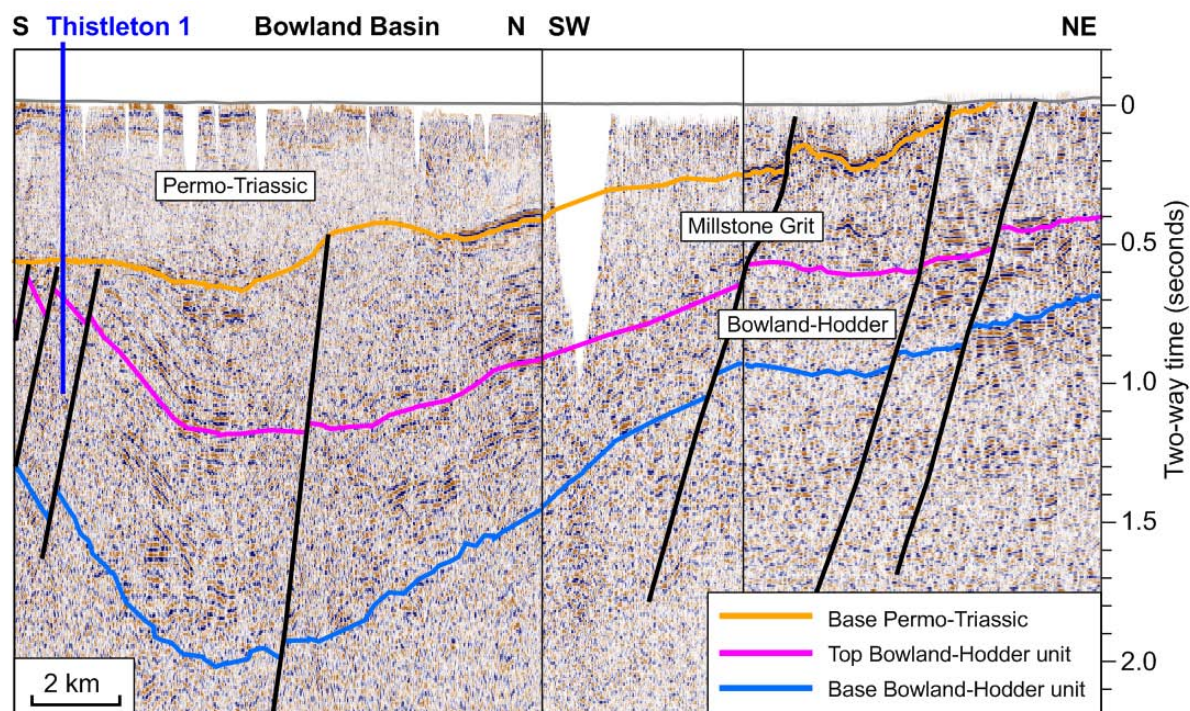 S Thistleton 1 Bowland Basin N SW NE
0
Permo-Triassic
Millstone Grit
0.5
Bowland-Hodder
1.0
Two-way time (seconds)
1.5
Base Permo-Triassic
Top Bowland-Hodder unit
2.0
Base Bowland-Hodder unit
2 km